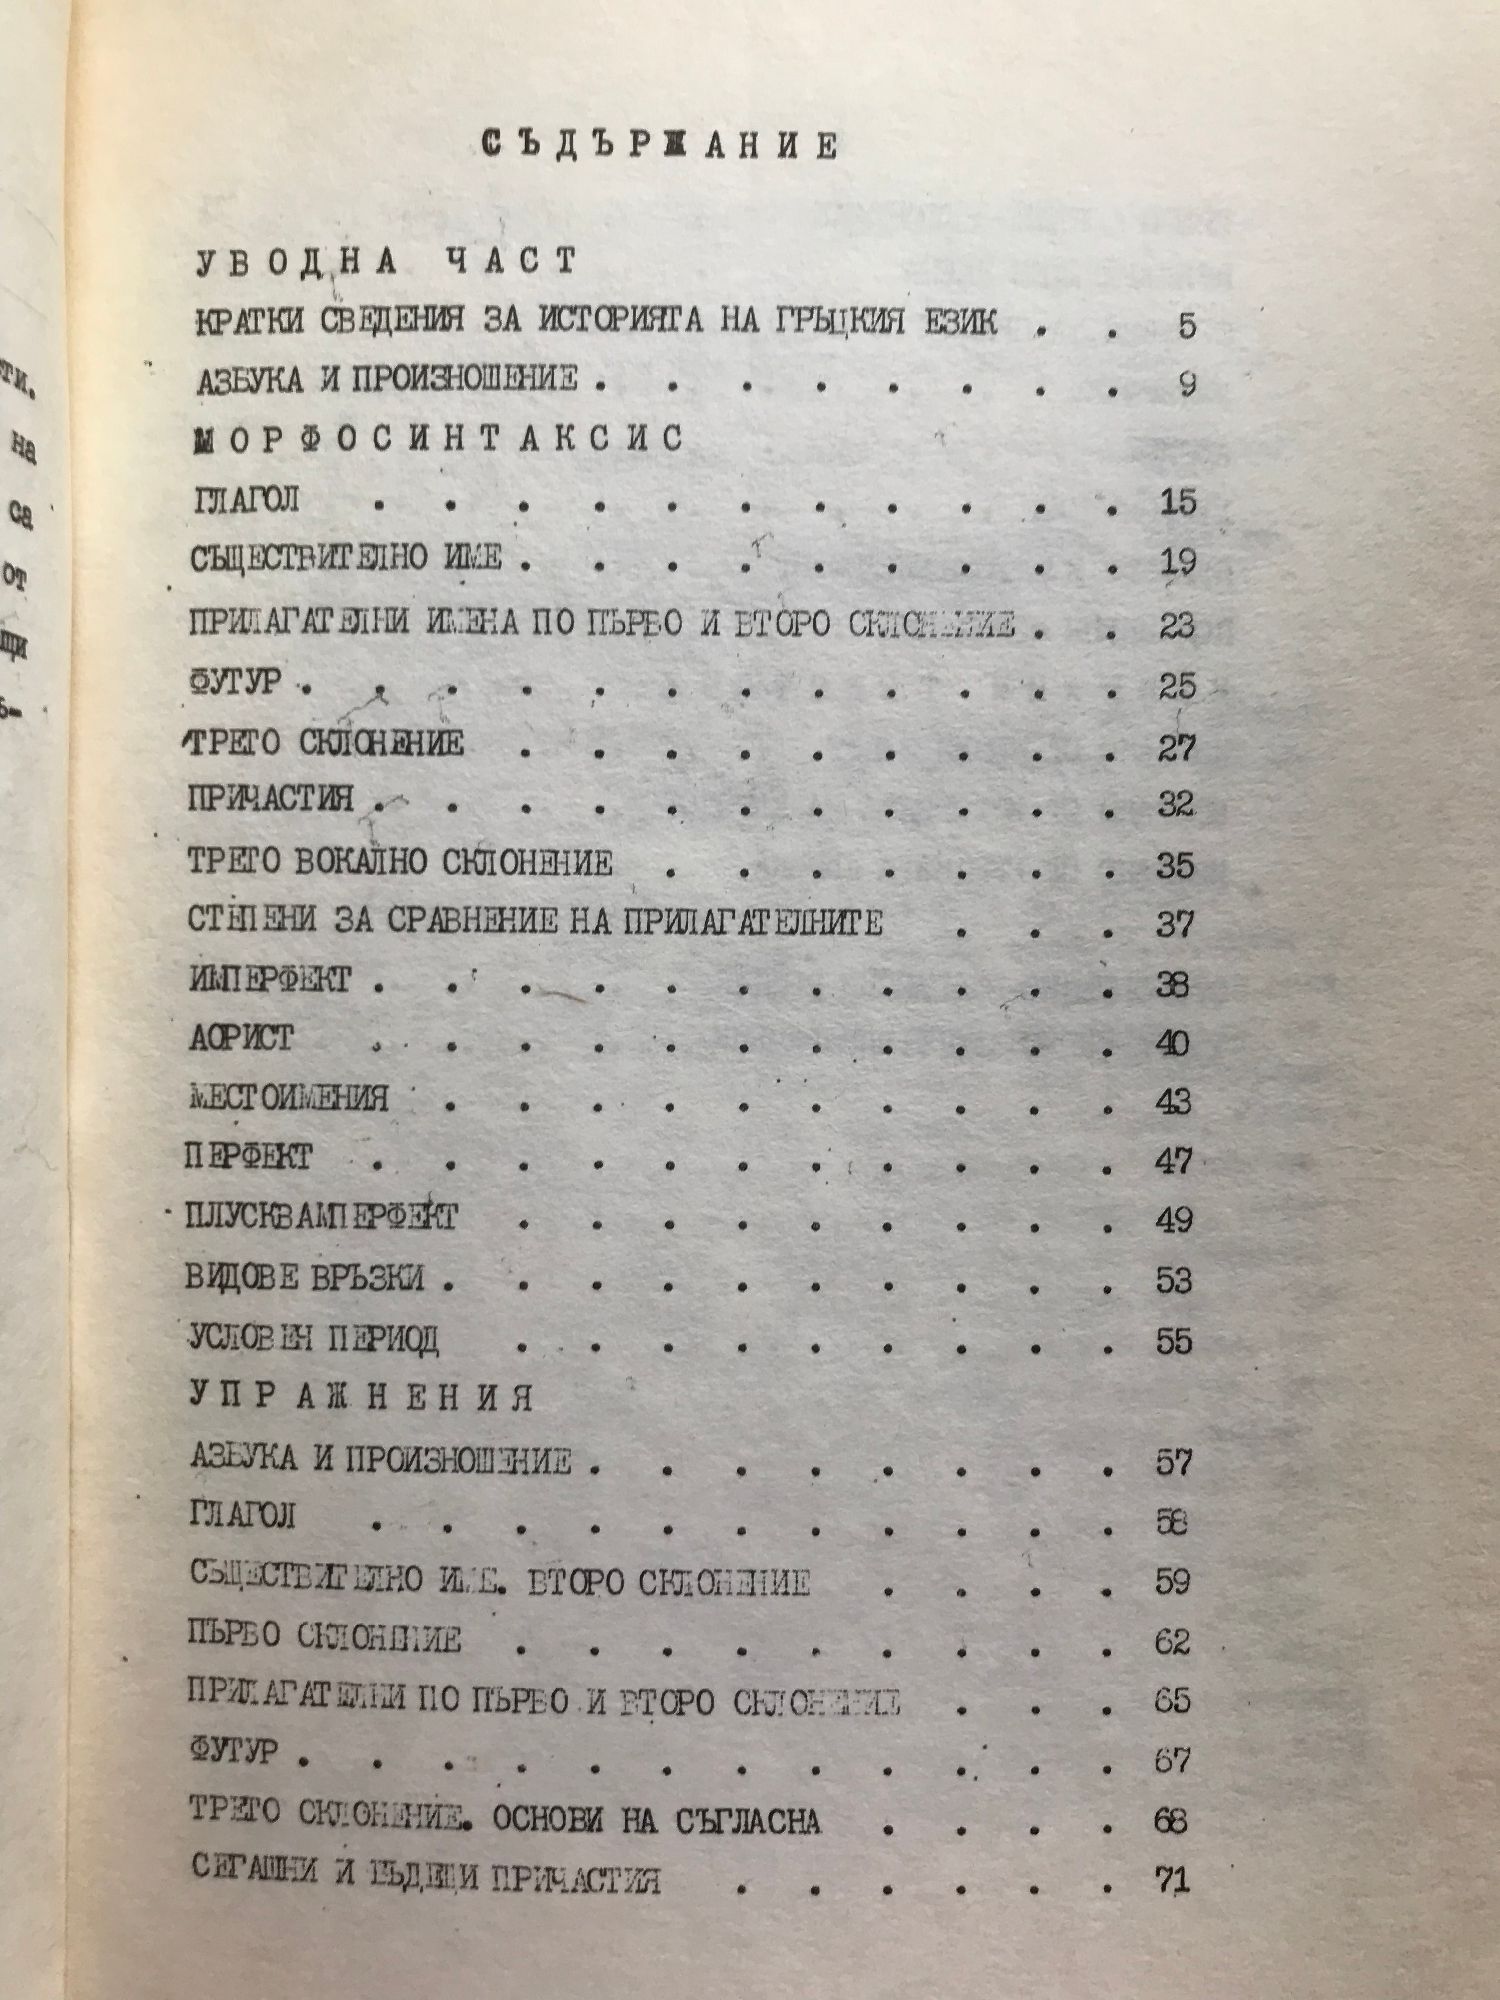 СЪДЪРЖАНИЕ
УВОДНА ЧАСТ
КРАТКИ СВЕДЕНИЯ ЗА ИСТОРИЯТА НА ГРЪЦКИЯ ЕЗИК . . 5
АЗБУКА И ПРОИЗНОШЕНИЕ . . . . . . . . 9
МОРФОСИНТАКСИС
ГЛАГОЛ . . . . . . . . . . . 15
СЪЩЕСТВИТЕЛНО ИМЕ . . . . . . . . . 19
ПРИЛАГАТЕЛНИ ИМЕНА ПО ПЪРВО И ВТОРО СКЛОНЕНИЕ . . 23
ФУТУР . . . . . . . . . . . . 25
ТРЕТО СКЛОНЕНИЕ . . . . . . . . . 27
ПРИЧАСТИЯ . . . . . . . . . . . 32
ТРЕТО ВОКАЛНО СКЛОНЕНИЕ . . . . . . . 35
СТЕПЕНИ ЗА СРАВНЕНИЕ НА ПРИЛАГАТЕЛНИТЕ . . . 37
ИМПЕРФЕКТ . . . . . . . . . . . 38
АОРИСТ . . . . . . . . . . . 40
МЕСТОИМЕНИЯ . . . . . . . . . . 43
ПЕРФЕКТ . . . . . . . . . . . 47
ПЛУСКВАМПЕРФЕКТ . . . . . . . . . 49
ВИДОВЕ ВРЪЗКИ . . . . . . . . . . 53
УСЛОВЕН ПЕРИОД . . . . . . . . . 55
УПРАЖНЕНИЯ
АЗБУКА И ПРОИЗНОШЕНИЕ . . . . . . . . 57
ГЛАГОЛ . . . . . . . . . . . 58
СЪЩЕСТВИТЕЛНО ИМЕ. ВТОРО СКЛОНЕНИЕ . . . . 59
ПЪРВО СКЛОНЕНИЕ . . . . . . . . . 62
ПРИЛАГАТЕЛНИ ПО ПЪРВО И ВТОРО СКЛОНЕНИЕ . . . 65
ФУТУР . . . . . . . . . . . . 67
ТРЕТО СКЛОНЕНИЕ. ОСНОВИ НА СЪГЛАСНА . . . . 68
СЕГАШНИ И БЪДЕЩИ ПРИЧАСТИЯ . . . . . . 71
на
са
от